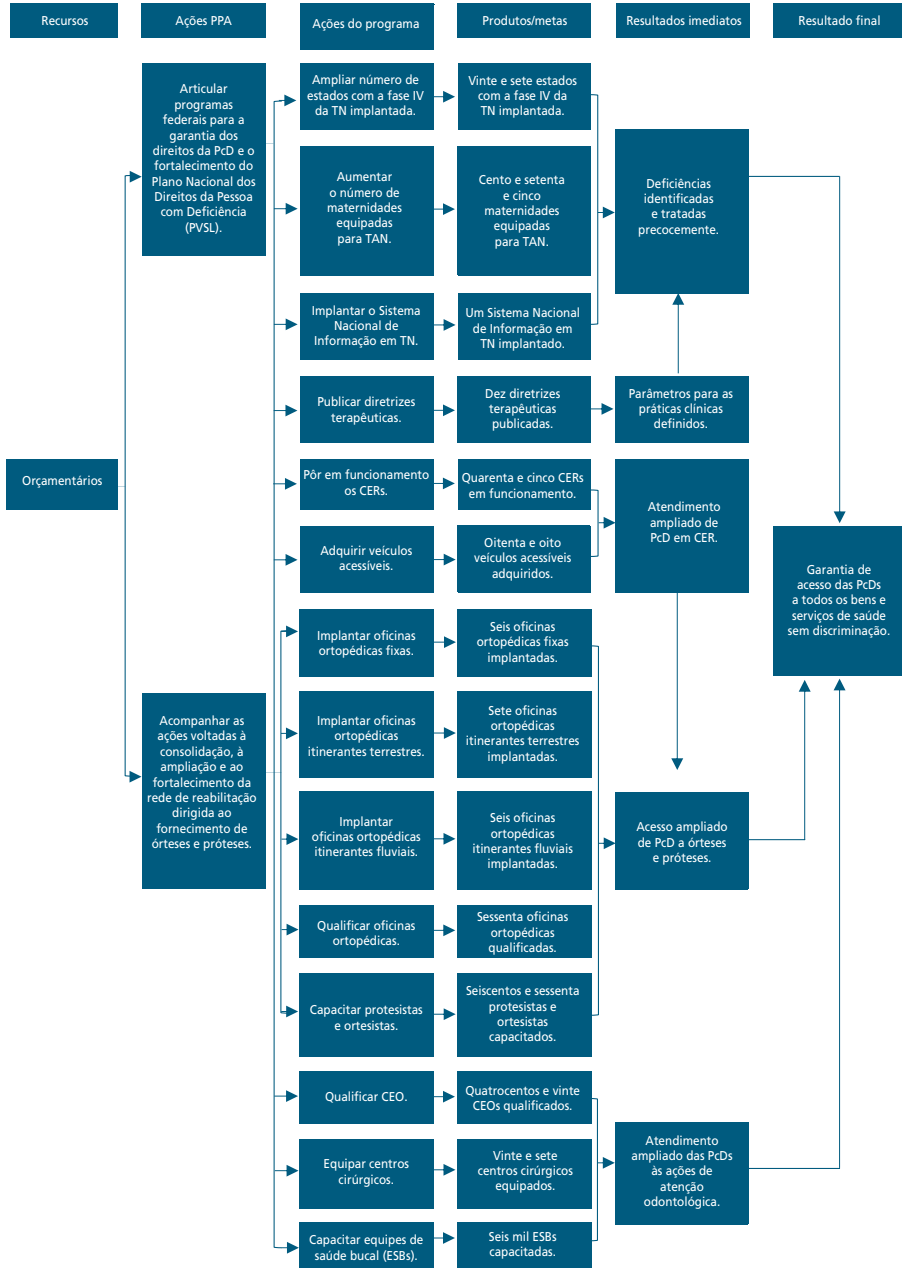 Recursos
Ações PPA
Ações do programa
Produtos/metas
Resultados imediatos
Resultado final
Orçamentários
Articular
programas
federais para a
garantia dos
direitos da PcD e o
fortalecimento do
Plano Nacional dos
Direitos da Pessoa
com Deficiência
(PVSL).
Acompanhar as
ações voltadas à
consolidação, à
ampliação e ao
fortalecimento da
rede de reabilitação
dirigida ao
fornecimento de
órteses e próteses.
Ampliar número de
estados com a fase IV
da TN implantada.
Vinte e sete estados
com a fase IV da
TN implantada.
Aumentar
o número de
maternidades
equipadas
para TAN.
Cento e setenta
e cinco
maternidades
equipadas
para TAN.
Implantar o Sistema
Nacional de
Informação em TN.
Um Sistema Nacional
de Informação em
TN implantado.
Deficiências
identificadas
e tratadas
precocemente.
Publicar diretrizes
terapêuticas.
Dez diretrizes
terapêuticas
publicadas.
Parâmetros para as
práticas clínicas
definidos.
Pôr em funcionamento
os CERs.
Quarenta e cinco CERs
em funcionamento.
Adquirir veículos
acessíveis.
Oitenta e oito
veículos acessíveis
adquiridos.
Atendimento
ampliado de
PcD em CER.
Implantar oficinas
ortopédicas fixas.
Seis oficinas
ortopédicas fixas
implantadas.
Implantar oficinas
ortopédicas
itinerantes terrestres.
Sete oficinas
ortopédicas
itinerantes terrestres
implantadas.
Implantar
oficinas ortopédicas
itinerantes fluviais.
Seis oficinas
ortopédicas
itinerantes fluviais
implantadas.
Qualificar oficinas
ortopédicas.
Sessenta oficinas
ortopédicas
qualificadas.
Capacitar protesistas
e ortesistas.
Seiscentos e sessenta
protesistas e
ortesistas
capacitados.
Acesso ampliado
de PcD a órteses
e próteses.
Qualificar CEO.
Quatrocentos e vinte
CEOs qualificados.
Equipar centros
cirúrgicos.
Vinte e sete
centros cirúrgicos
equipados.
Capacitar equipes de
saúde bucal (ESBs).
Seis mil ESBs
capacitadas.
Atendimento
ampliado das PcDs
às ações de
atenção
odontológica.
Garantia de
acesso das PcDs
a todos os bens e
serviços de saúde
sem discriminação.